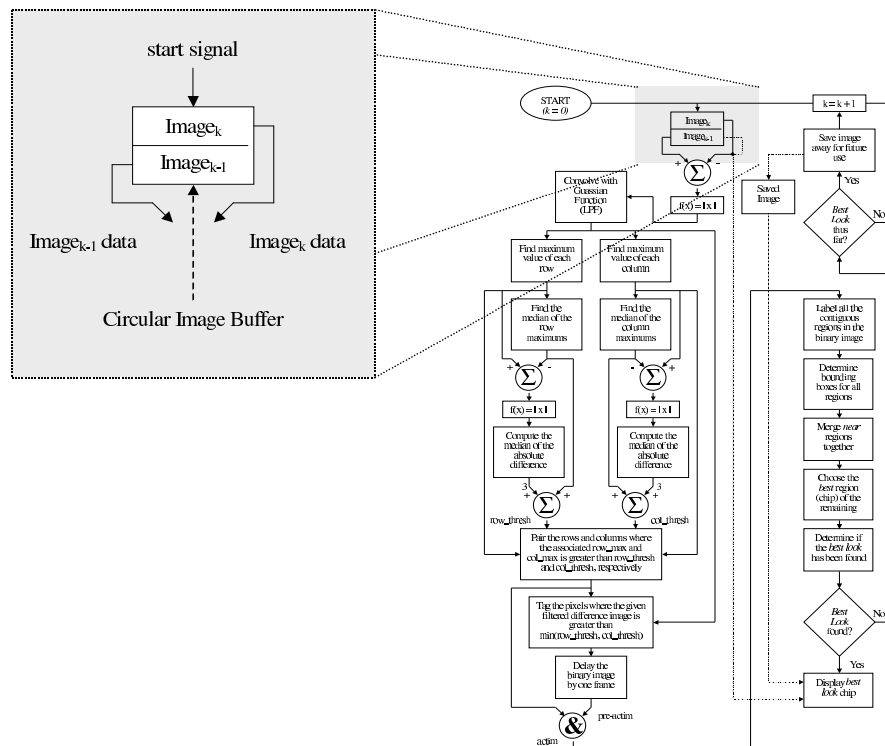 start signal
Image_k
Image_k-1
Image_k-1 data
Image_k data
Circular Image Buffer
START
(k = 0)
Image_k
Image_k-1
+
-
Σ
f(x) = | x |
Convolve with
Guassian
Function
(LPF)
Find maximum
value of each
row
Find maximum
value of each
column
Find the
median of the
row
maximums
Find the
median of the
column
maximums
+
-
-
+
Σ
Σ
f(x) = | x |
f(x) = | x |
Compute the
median of the
absolute
difference
Compute the
median of the
absolute
difference
3
+
+
3
+
+
Σ
Σ
row_thresh
col_thresh
Pair the rows and columns where
the associated row_max and
col_max is greater than row_thresh
and col_thresh, respectively
Tag the pixels where the given
filtered difference image is
greater than
min(row_thresh, col_thresh)
Delay the
binary image
by one frame
pre-actim
&
actim
k = k + 1
Save image
away for future
use
Saved
Image
Yes
Best
Look
thus
far?
No
Label all the
contiguous
regions in the
binary image
Determine
bounding
boxes for all
regions
Merge near
regions
together
Choose the
best region
(chip) of the
remaining
Determine if
the best look
has been found
Best
Look
found?
No
Yes
Display best
look chip